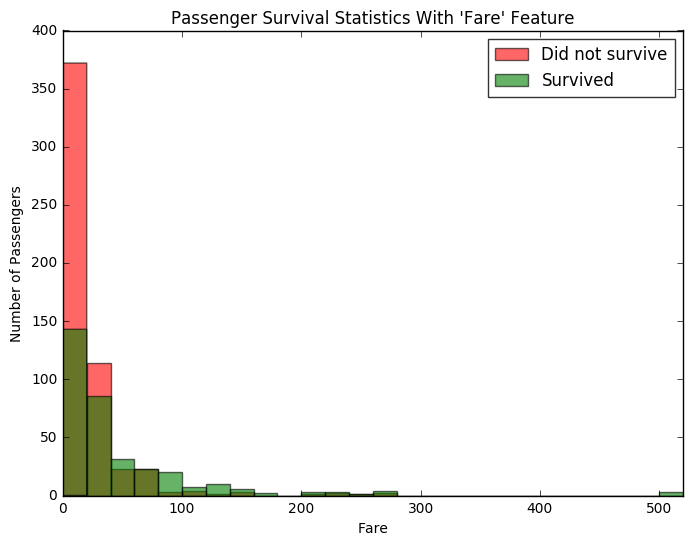 Passenger Survival Statistics With 'Fare' Feature
Did not survive
Survived
400
350
300
250
200
150
100
50
0
Number of Passengers
0 100 200 300 400 500
Fare